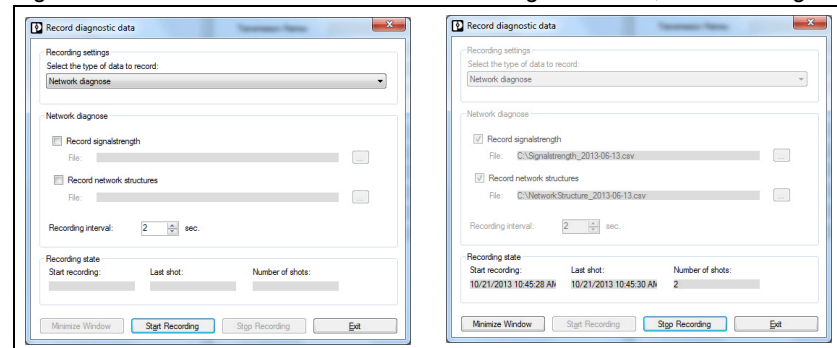 Record diagnostic data
Recording settings
Select the type of data to record:
Network diagnose
Network diagnose
Record signalstrength
File:
...
Record network structures
File:
...
Recording interval: 2 sec.
Recording state
Start recording: Last shot: Number of shots:
Minimize Window Start Recording Stop Recording Exit
Record diagnostic data
Recording settings
Select the type of data to record:
Network diagnose
Network diagnose
Record signalstrength
File: C:\Signalstrength_2013-06-13.csv
...
Record network structures
File: C:\NetworkStructure_2013-06-13.csv
...
Recording interval: 2 sec.
Recording state
Start recording: Last shot: Number of shots:
10/21/2013 10:45:28 AM 10/21/2013 10:45:30 AM 2
Minimize Window Start Recording Stop Recording Exit